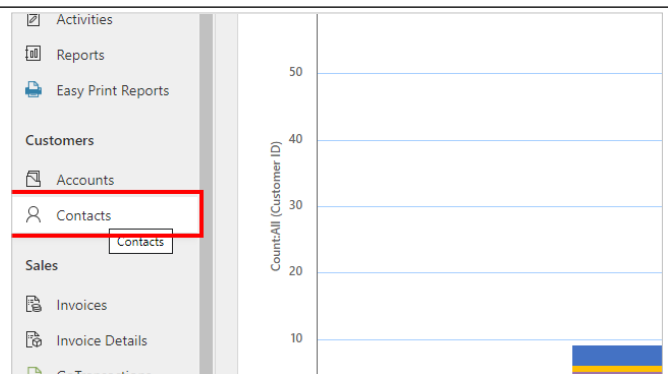 Activities
Reports
Easy Print Reports
Customers
Accounts
Contacts
Contacts
Sales
Invoices
Invoice Details
50
40
30
20
10
Count:All (Customer ID)